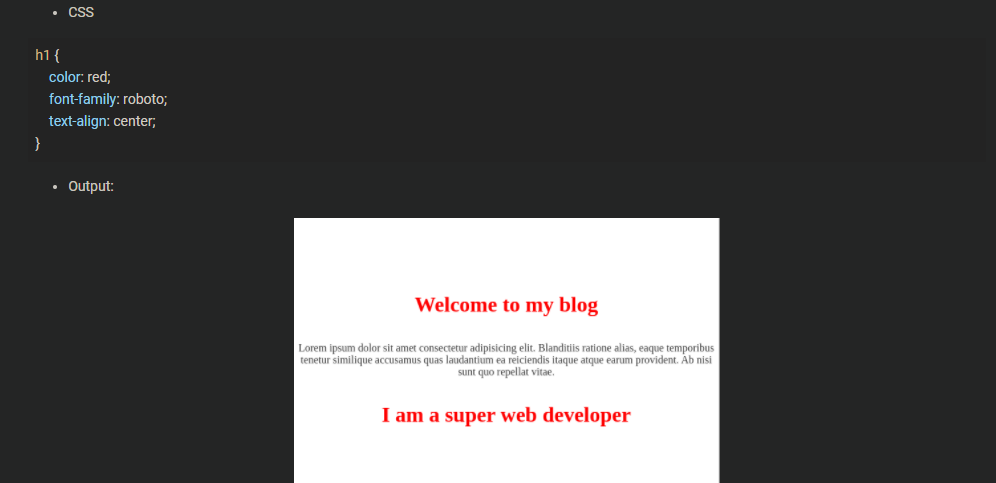 CSS
h1 {
color: red;
font-family: roboto;
text-align: center;
}
Output:
Welcome to my blog
Lorem ipsum dolor sit amet consectetur adipisicing elit. Blanditiis ratione alias, eaque temporibus
tenetur similique accusamus quas laudantium ea reiciendis itaque atque earum provident. Ab nisi
sunt quo repellat vitae.
I am a super web developer